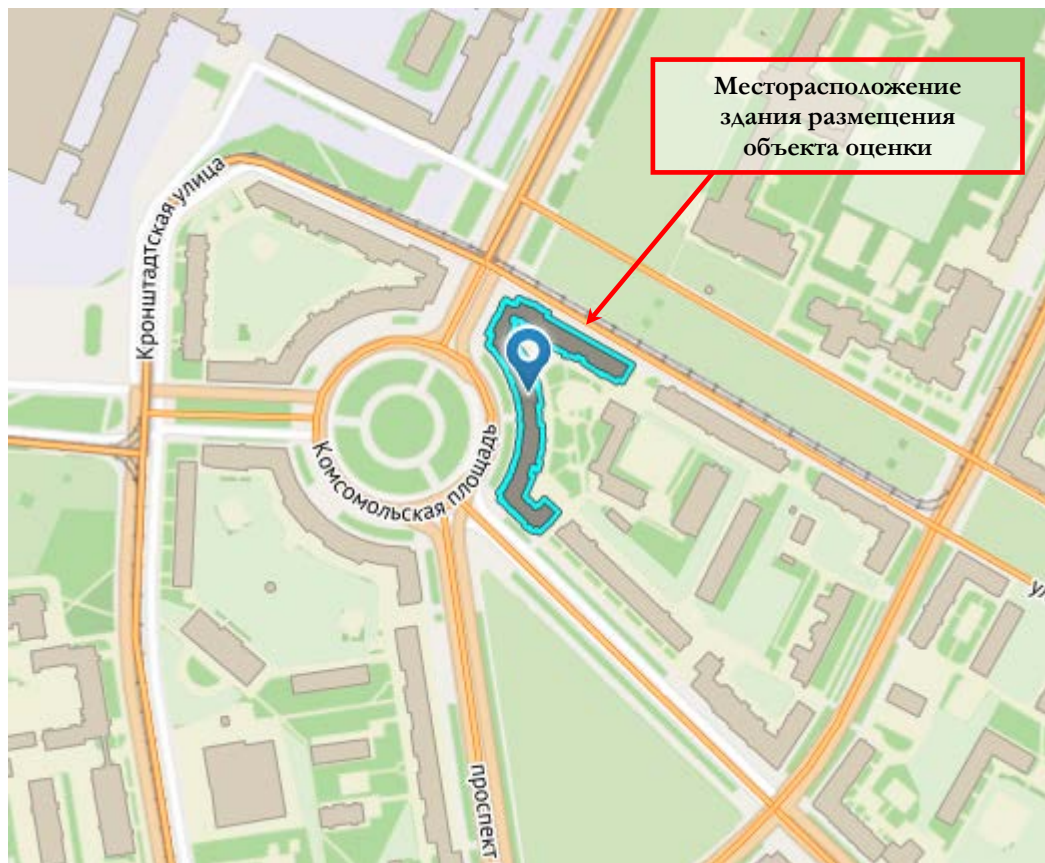 Месторасположение
здания размещения
объекта оценки
Кронштадтская улица
Комсомольская площадь
проспект